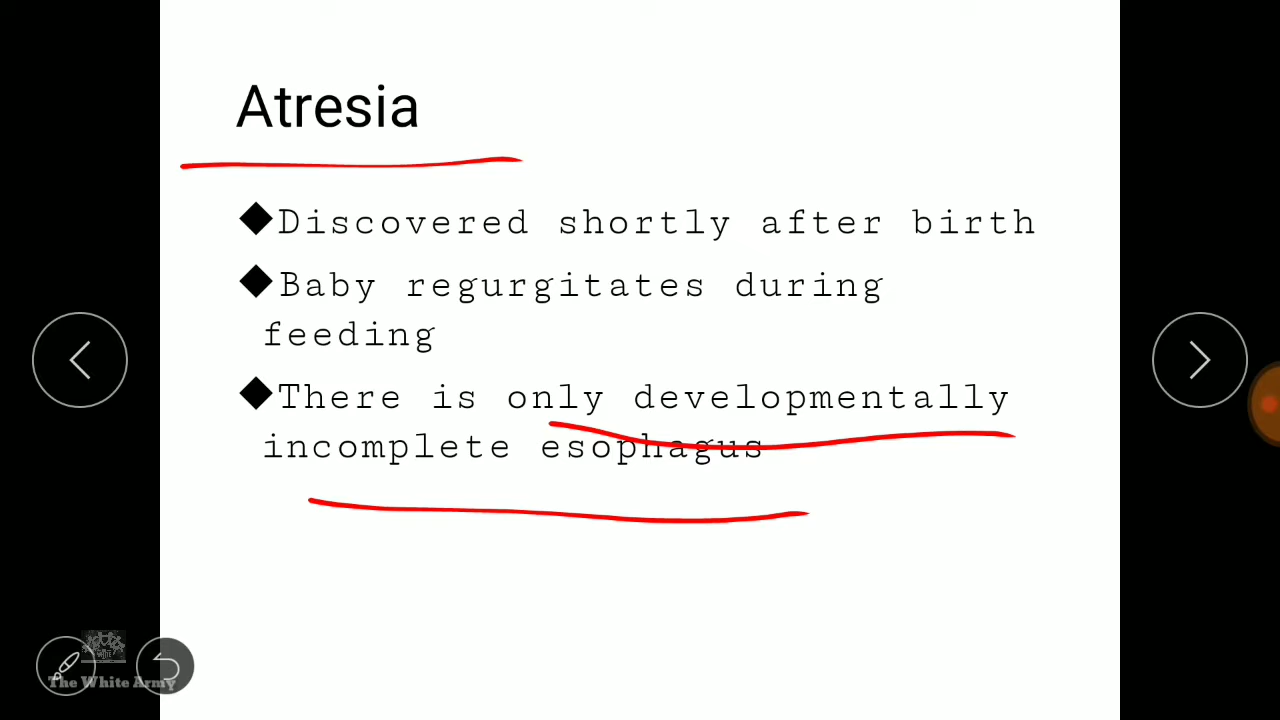 Atresia
◆Discovered shortly after birth
◆Baby regurgitates during
feeding
◆There is only developmentally
incomplete esophagus
The White Army